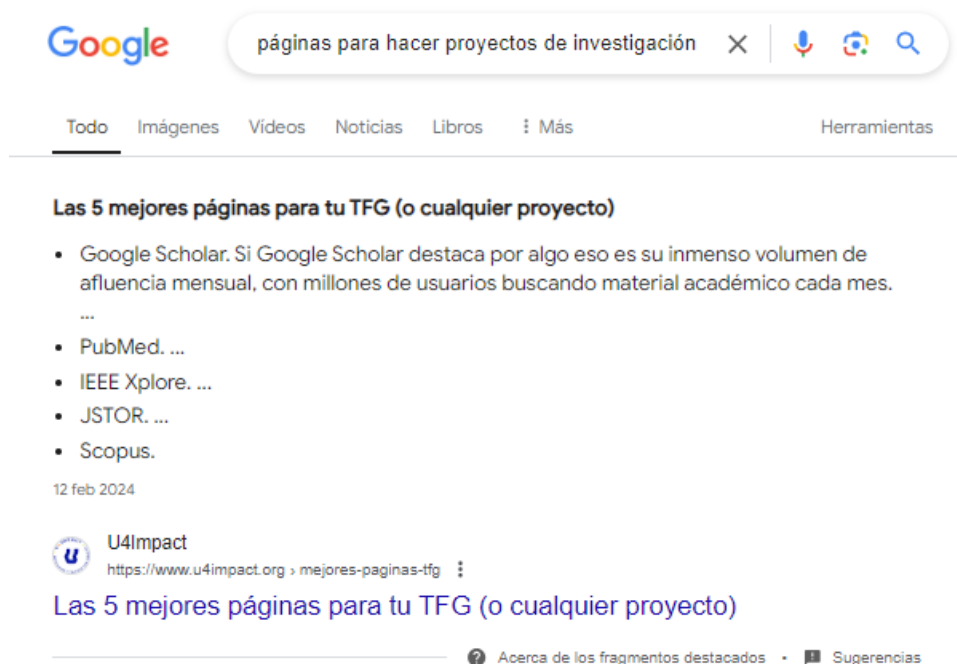 Google
páginas para hacer proyectos de investigación
Todo Imágenes Vídeos Noticias Libros Más Herramientas
Las 5 mejores páginas para tu TFG (o cualquier proyecto)
• Google Scholar. Si Google Scholar destaca por algo eso es su inmenso volumen de
afluencia mensual, con millones de usuarios buscando material académico cada mes.
...
• PubMed. ...
• IEEE Xplore. ...
• JSTOR. ...
• Scopus.
12 feb 2024
u
U4Impact
https://www.u4impact.org › mejores-paginas-tfg
Las 5 mejores páginas para tu TFG (o cualquier proyecto)
Acerca de los fragmentos destacados • Sugerencias